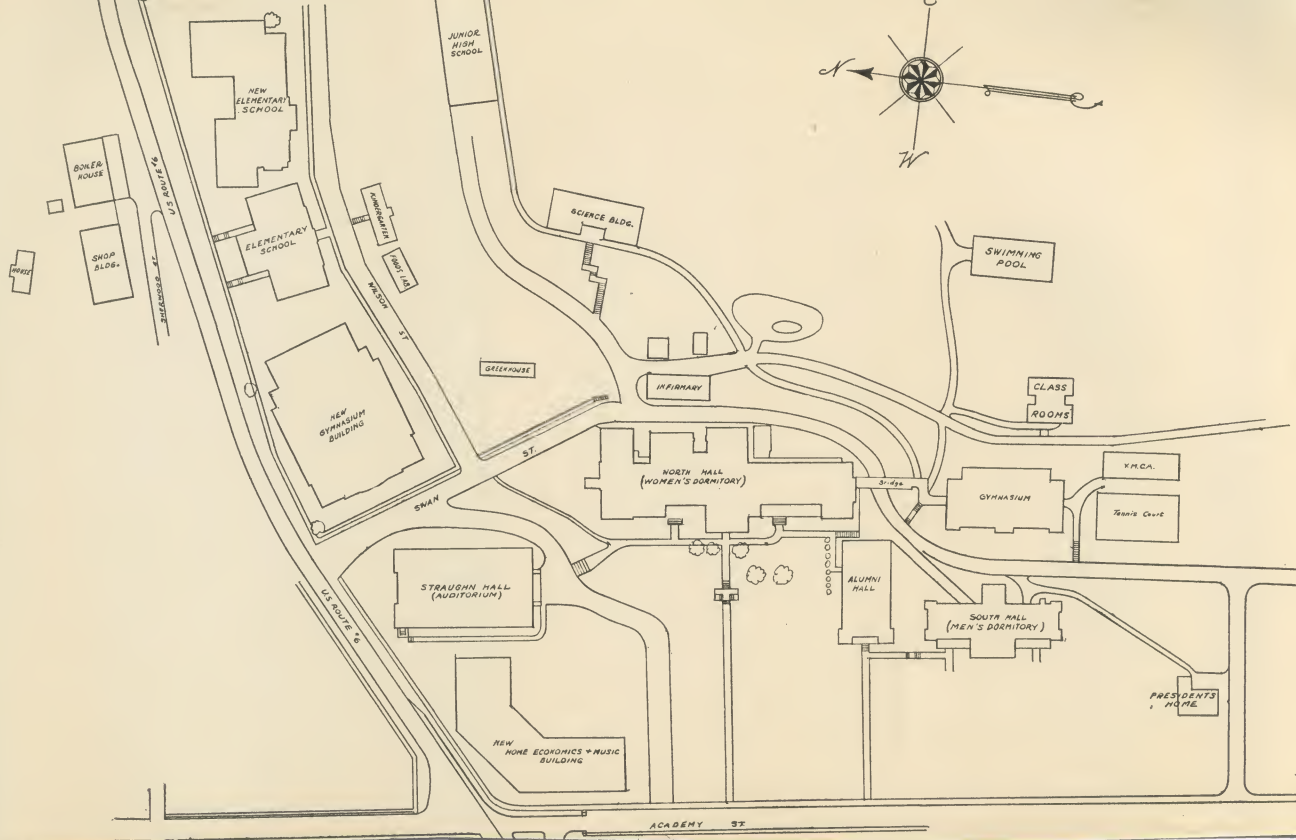 JUNIOR
HIGH
SCHOOL
N
W
NEW
ELEMENTARY
SCHOOL
BOILER
HOUSE
US ROUTE #6
KINDERGARTEN
FOODS LAB
SCIENCE BLDG.
ELEMENTARY
SCHOOL
SHOP
BLDG.
HOUSE
SHERWOOD ST.
WILSON ST
SWIMMING
POOL
GREENHOUSE
INFIRMARY
CLASS
ROOMS
NEW
GYMNASIUM
BUILDING
SWAN ST.
NORTH HALL
(WOMEN'S DORMITORY)
Bridge
GYMNASIUM
Y.M.C.A.
Tennis Court
STRAUGHN HALL
(AUDITORIUM)
ALUMNI
HALL
SOUTH HALL
(MEN'S DORMITORY)
US ROUTE #6
PRESIDENTS
HOME
NEW
HOME ECONOMICS + MUSIC
BUILDING
ACADEMY ST.